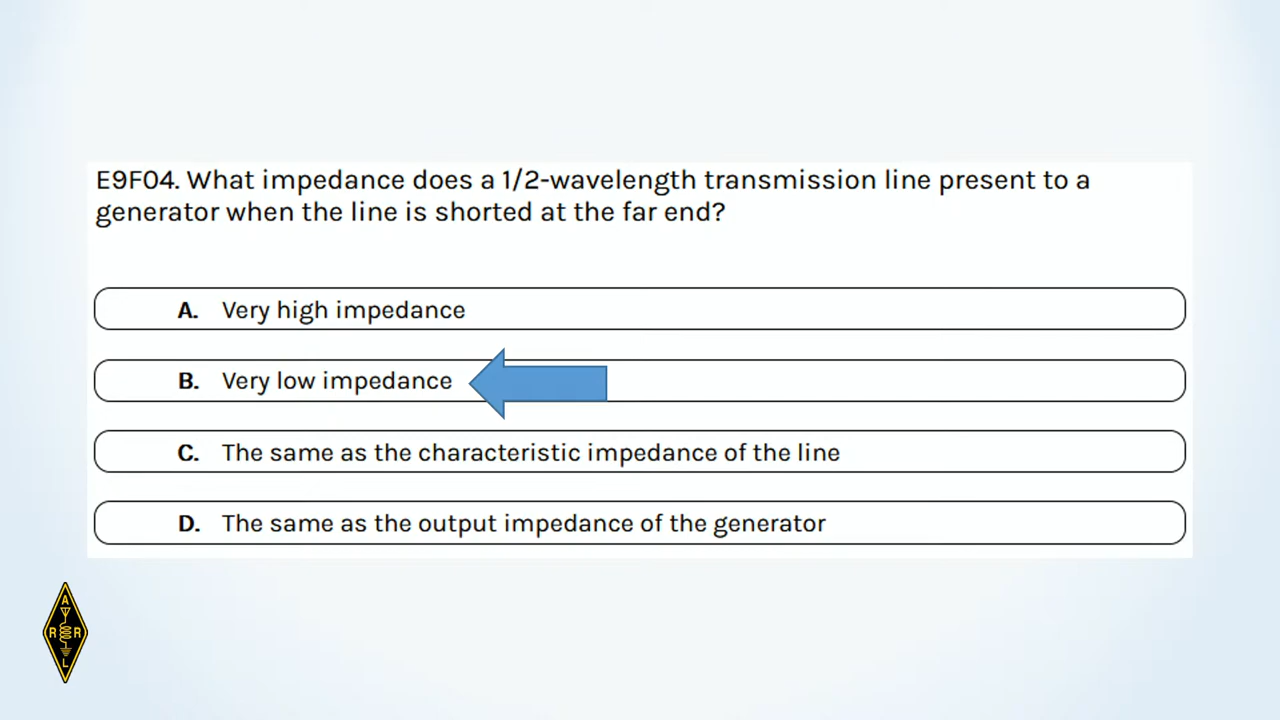 E9F04. What impedance does a 1/2-wavelength transmission line present to a
generator when the line is shorted at the far end?
A. Very high impedance
B. Very low impedance
C. The same as the characteristic impedance of the line
D. The same as the output impedance of the generator
A
R R
L